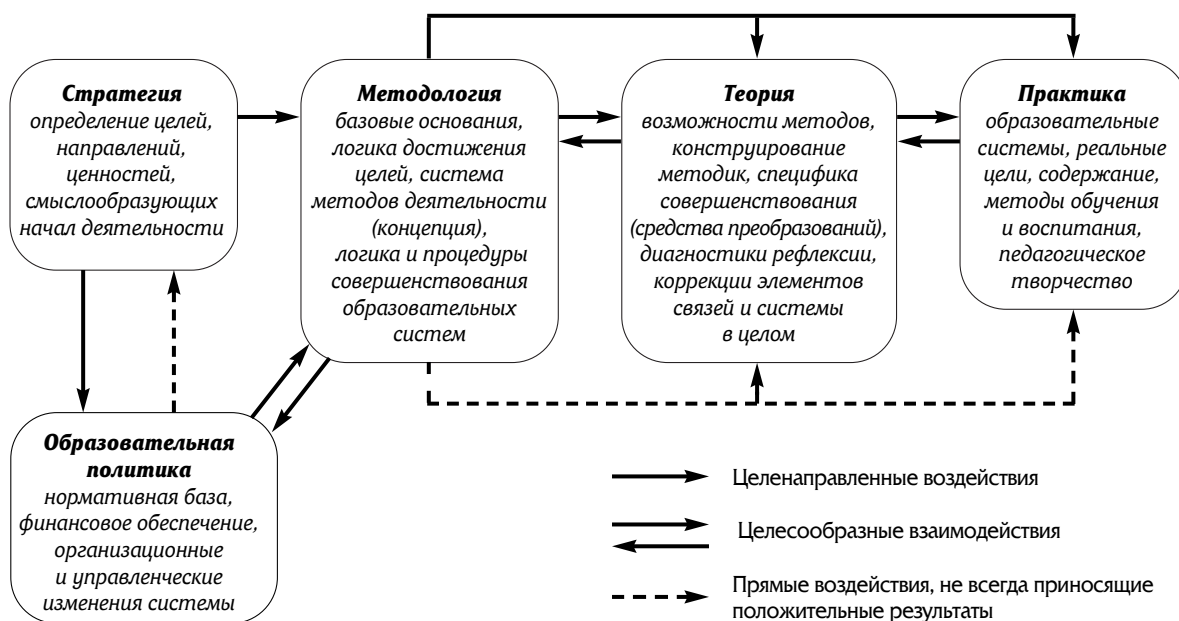 Стратегия
определение целей,
направлений,
ценностей,
смыслообразующих
начал деятельности
Методология
базовые основания,
логика достижения
целей, система
методов деятельности
(концепция),
логика и процедуры
совершенствования
образовательных
систем
Теория
возможности методов,
конструирование
методик, специфика
совершенствования
(средства преобразований),
диагностики рефлексии,
коррекции элементов
связей и системы
в целом
Практика
образовательные
системы, реальные
цели, содержание,
методы обучения
и воспитания,
педагогическое
творчество
Образовательная
политика
нормативная база,
финансовое обеспечение,
организационные
и управленческие
изменения системы
Целенаправленные воздействия
Целесообразные взаимодействия
Прямые воздействия, не всегда приносящие
положительные результаты